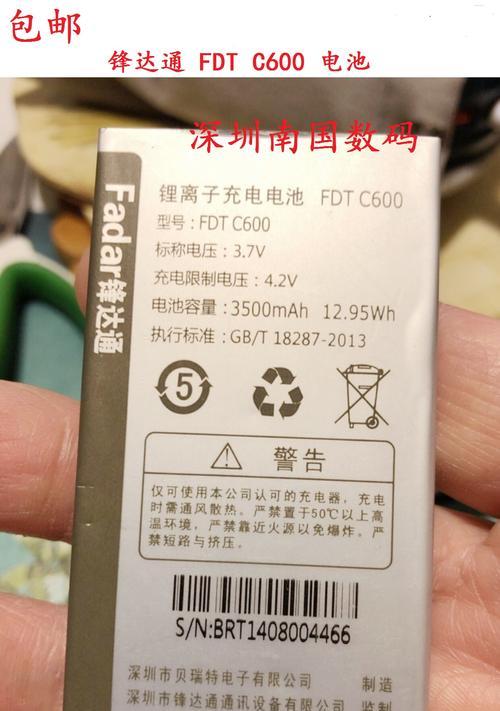 包邮
锋达通 FDT C600 电池
深圳南国数码
Fadar锋达通
锂离子充电电池 FDT C600
型号: FDT C600
标称电压: 3.7V
充电限制电压: 4.2V
电池容量: 3500mAh 12.95Wh
执行标准: GB/T 18287-2013
5
警告
仅可使用本公司认可的充电器，充电
时需通风散热。严禁置于50℃以上高
温环境，严禁靠近火源以免爆炸。严
禁短路与挤压。
S/N:BRT1408004466
深圳市贝瑞特电子有限公司 制造
深圳市锋达通通讯设备有限公司